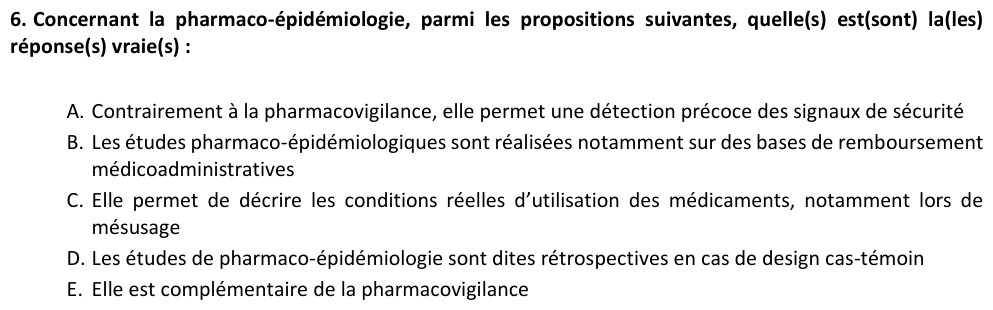 6. Concernant la pharmaco-épidémiologie, parmi les propositions suivantes, quelle(s) est(sont) la(les)
réponse(s) vraie(s) :
A. Contrairement à la pharmacovigilance, elle permet une détection précoce des signaux de sécurité
B. Les études pharmaco-épidémiologiques sont réalisées notamment sur des bases de remboursement
médicoadministratives
C. Elle permet de décrire les conditions réelles d’utilisation des médicaments, notamment lors de
mésusage
D. Les études de pharmaco-épidémiologie sont dites rétrospectives en cas de design cas-témoin
E. Elle est complémentaire de la pharmacovigilance